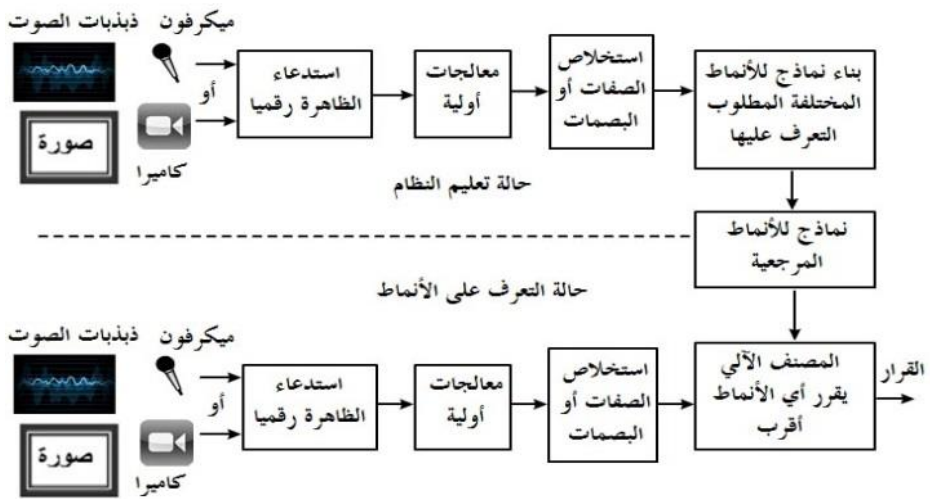 ميكرفون
ذبذبات الصوت
أو
صورة
كاميرا
استدعاء
الظاهرة رقميا
معالجات
أولية
استخلاص
الصفات أو
البصمات
بناء نماذج للأنماط
المختلفة المطلوب
التعرف عليها
حالة تعليم النظام
نماذج للأنماط
المرجعية
حالة التعرف على الأنماط
ميكرفون
ذبذبات الصوت
أو
صورة
كاميرا
استدعاء
الظاهرة رقميا
معالجات
أولية
استخلاص
الصفات أو
البصمات
المصنف الآلي
يقرر أي الأنماط
أقرب
القرار